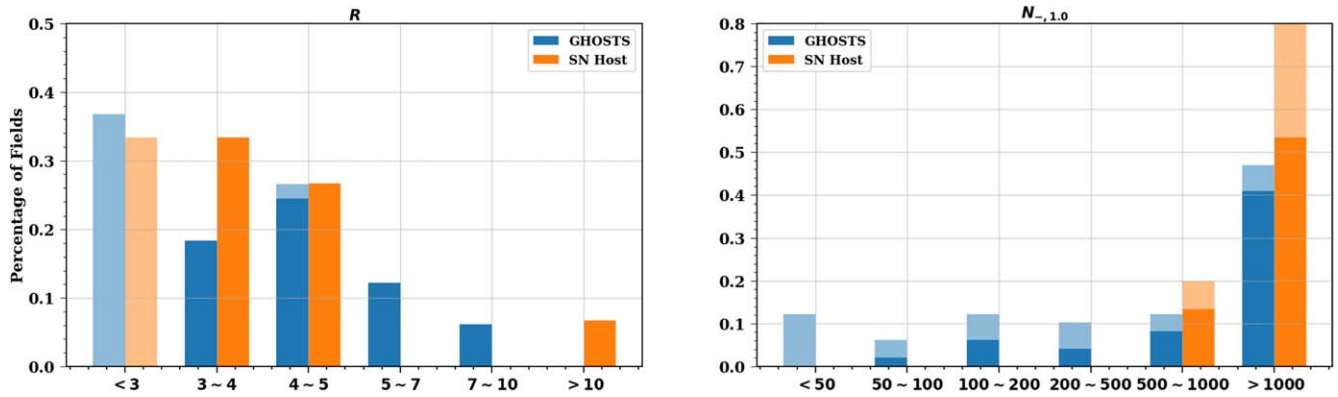 R
0.5
0.4
0.3
0.2
0.1
0.0
Percentage of Fields
GHOSTS
SN Host
< 3
3 ~ 4
4 ~ 5
5 ~ 7
7 ~ 10
> 10
N−, 1.0
0.8
0.7
0.6
0.5
0.4
0.3
0.2
0.1
0.0
GHOSTS
SN Host
< 50
50 ~ 100
100 ~ 200
200 ~ 500
500 ~ 1000
> 1000